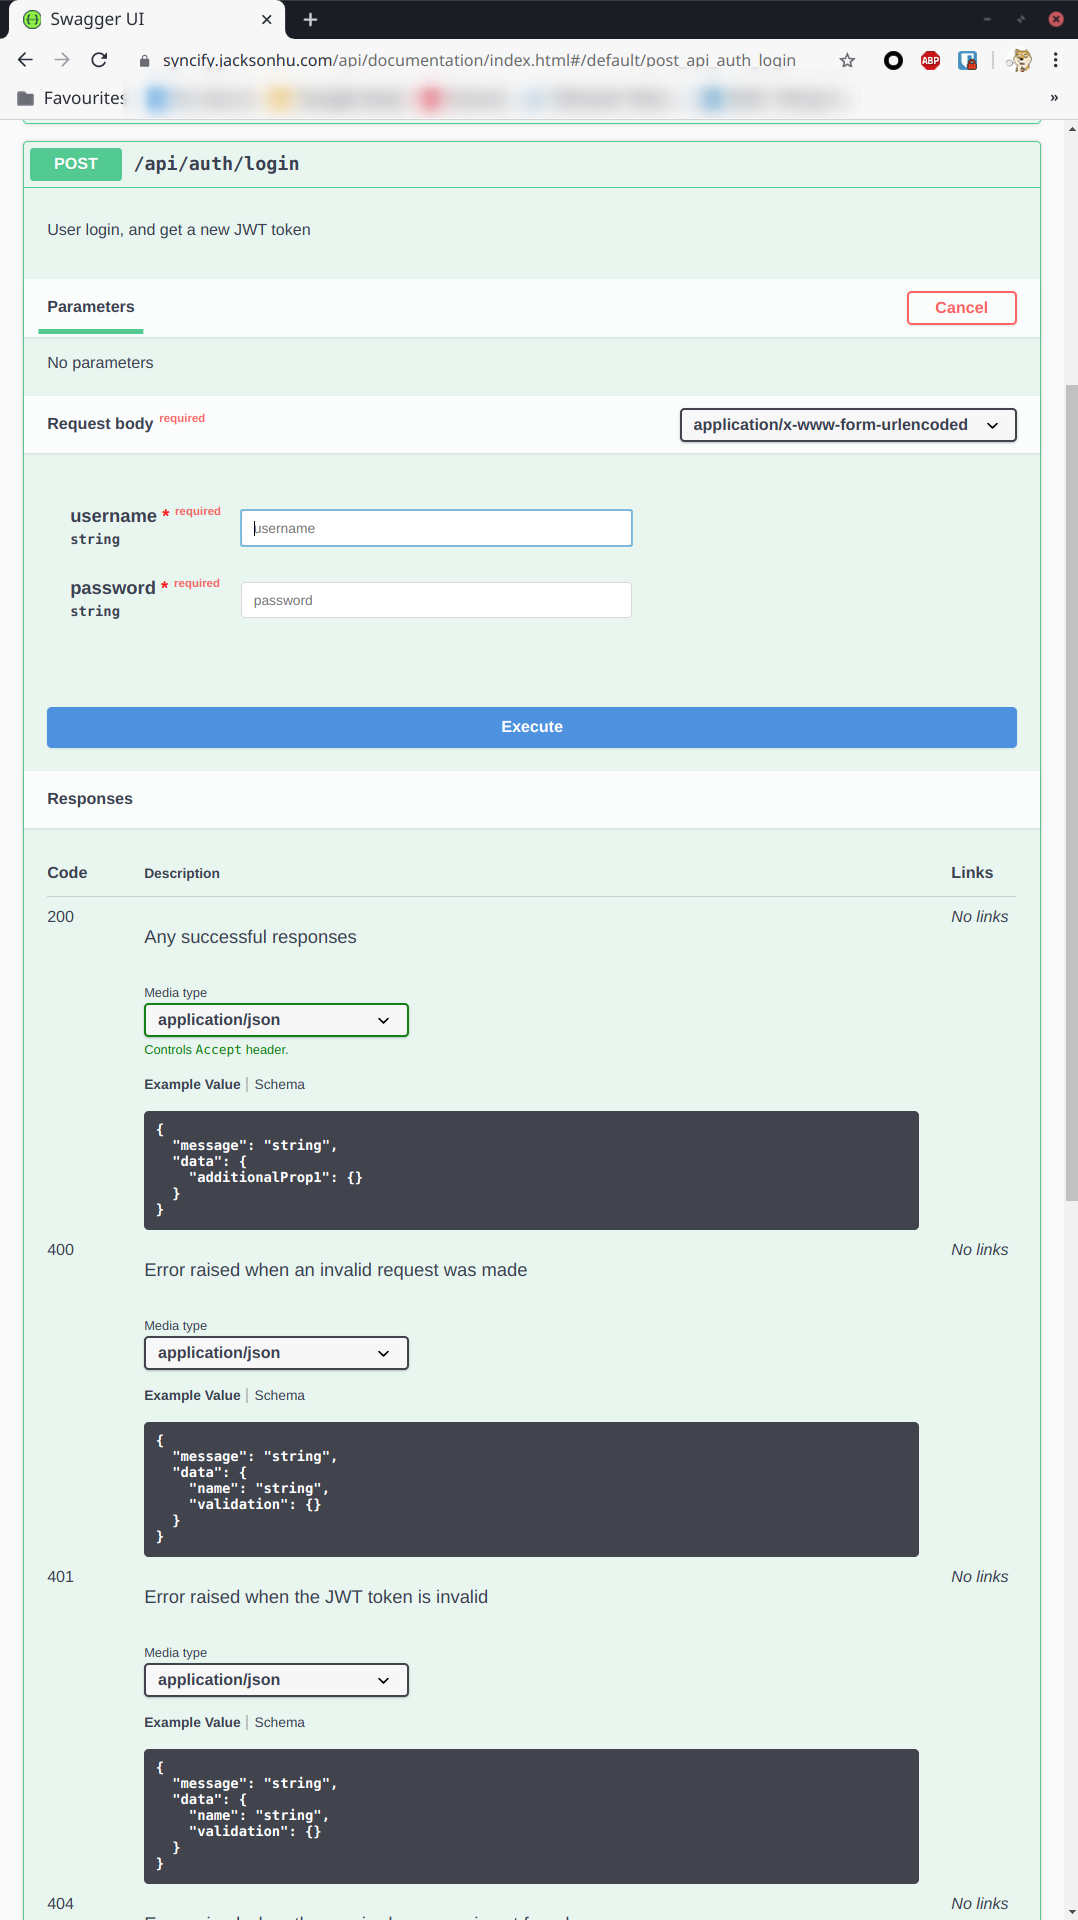 Swagger UI
syncify.jacksonhu.com/api/documentation/index.html#/default/post_api_auth_login
ABP
Favourites
»
POST /api/auth/login
User login, and get a new JWT token
Parameters
Cancel
No parameters
Request body required
application/x-www-form-urlencoded
username * required
string
username
password * required
string
password
Execute
Responses
Code Description Links
200 No links
Any successful responses
Media type
application/json
Controls Accept header.
Example Value | Schema
{
"message": "string",
"data": {
"additionalProp1": {}
}
}
400 No links
Error raised when an invalid request was made
Media type
application/json
Example Value | Schema
{
"message": "string",
"data": {
"name": "string",
"validation": {}
}
}
401 No links
Error raised when the JWT token is invalid
Media type
application/json
Example Value | Schema
{
"message": "string",
"data": {
"name": "string",
"validation": {}
}
}
404 No links